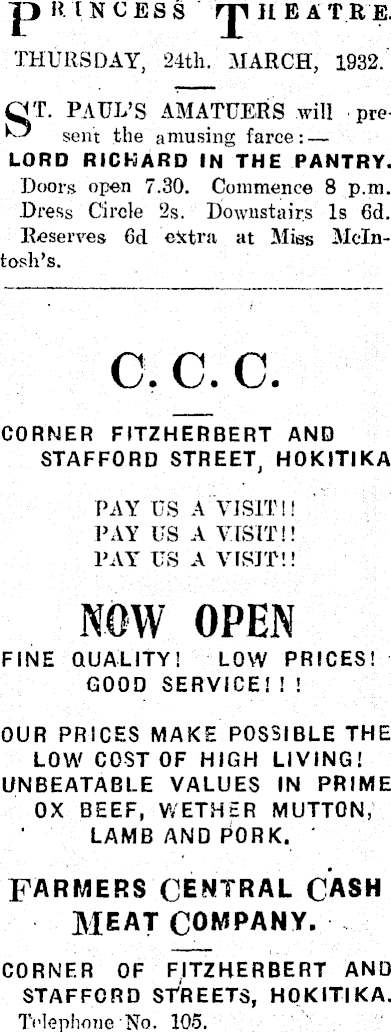 PRINCESS THEATRE
THURSDAY, 24th. MARCH, 1932.
ST. PAUL'S AMATUERS will pre-
sent the amusing farce:—
LORD RICHARD IN THE PANTRY.
Doors open 7.30. Commence 8 p.m.
Dress Circle 2s. Downstairs 1s 6d.
Reserves 6d extra at Miss McIn-
tosh's.
C. C. C.
CORNER FITZHERBERT AND
STAFFORD STREET, HOKITIKA
PAY US A VISIT!!
PAY US A VISIT!!
PAY US A VISIT!!
NOW OPEN
FINE QUALITY! LOW PRICES!
GOOD SERVICE!!!
OUR PRICES MAKE POSSIBLE THE
LOW COST OF HIGH LIVING!
UNBEATABLE VALUES IN PRIME
OX BEEF, WETHER MUTTON,
LAMB AND PORK.
FARMERS CENTRAL CASH
MEAT COMPANY.
CORNER OF FITZHERBERT AND
STAFFORD STREETS, HOKITIKA.
Telephone No. 105.